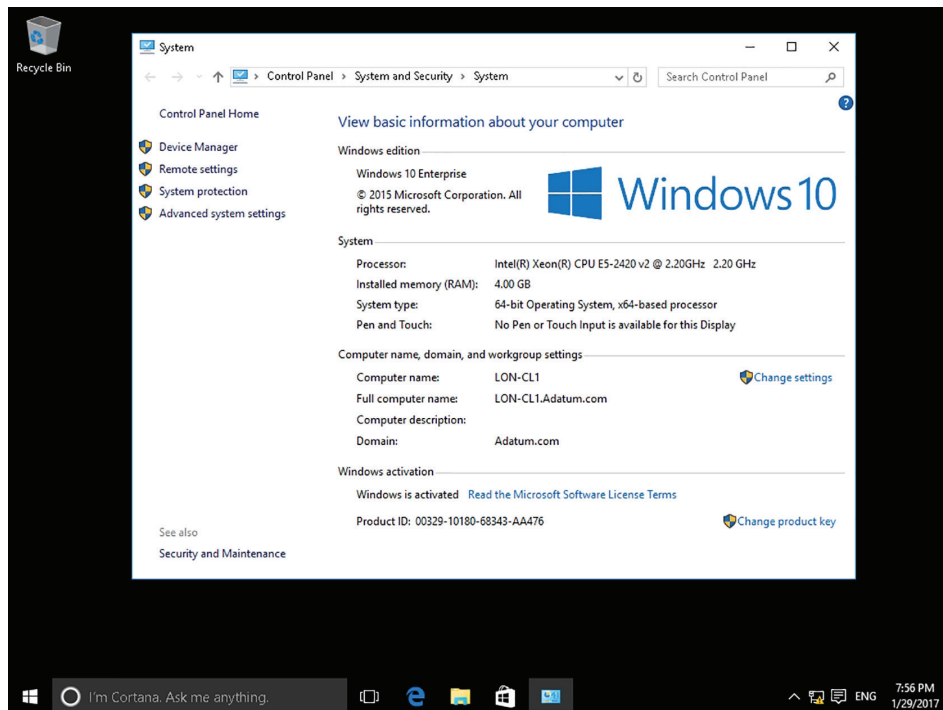 Recycle Bin
System
Control Panel > System and Security > System
Search Control Panel
Control Panel Home
Device Manager
Remote settings
System protection
Advanced system settings
See also
Security and Maintenance
?
View basic information about your computer
Windows edition
Windows 10 Enterprise
© 2015 Microsoft Corporation. All
rights reserved.
Windows 10
System
Processor: Intel(R) Xeon(R) CPU E5-2420 v2 @ 2.20GHz 2.20 GHz
Installed memory (RAM): 4.00 GB
System type: 64-bit Operating System, x64-based processor
Pen and Touch: No Pen or Touch Input is available for this Display
Computer name, domain, and workgroup settings
Computer name: LON-CL1
Change settings
Full computer name: LON-CL1.Adatum.com
Computer description:
Domain: Adatum.com
Windows activation
Windows is activated Read the Microsoft Software License Terms
Product ID: 00329-10180-68343-AA476
Change product key
I'm Cortana. Ask me anything.
ENG
7:56 PM
1/29/2017